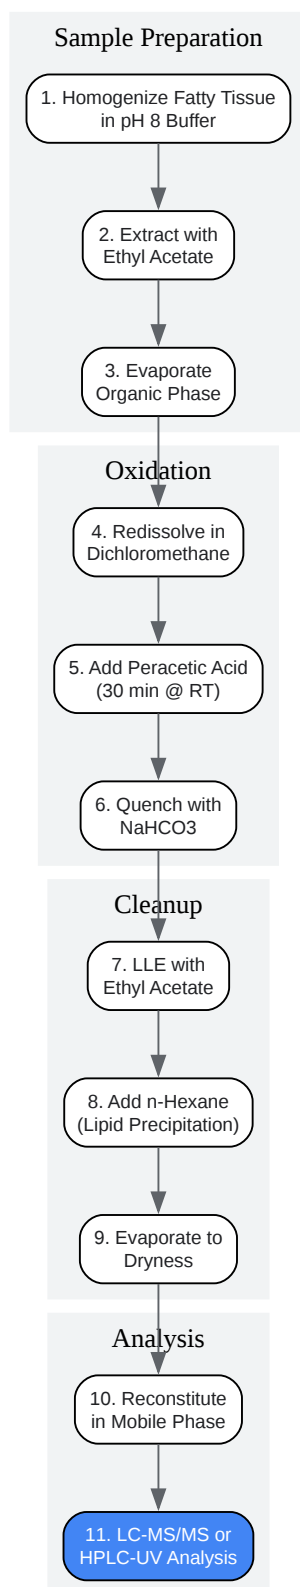 Sample Preparation
1. Homogenize Fatty Tissue
in pH 8 Buffer
2. Extract with
Ethyl Acetate
3. Evaporate
Organic Phase
Oxidation
4. Redissolve in
Dichloromethane
5. Add Peracetic Acid
(30 min @ RT)
6. Quench with
NaHCO3
Cleanup
7. LLE with
Ethyl Acetate
8. Add n-Hexane
(Lipid Precipitation)
9. Evaporate to
Dryness
Analysis
10. Reconstitute
in Mobile Phase
11. LC-MS/MS or
HPLC-UV Analysis